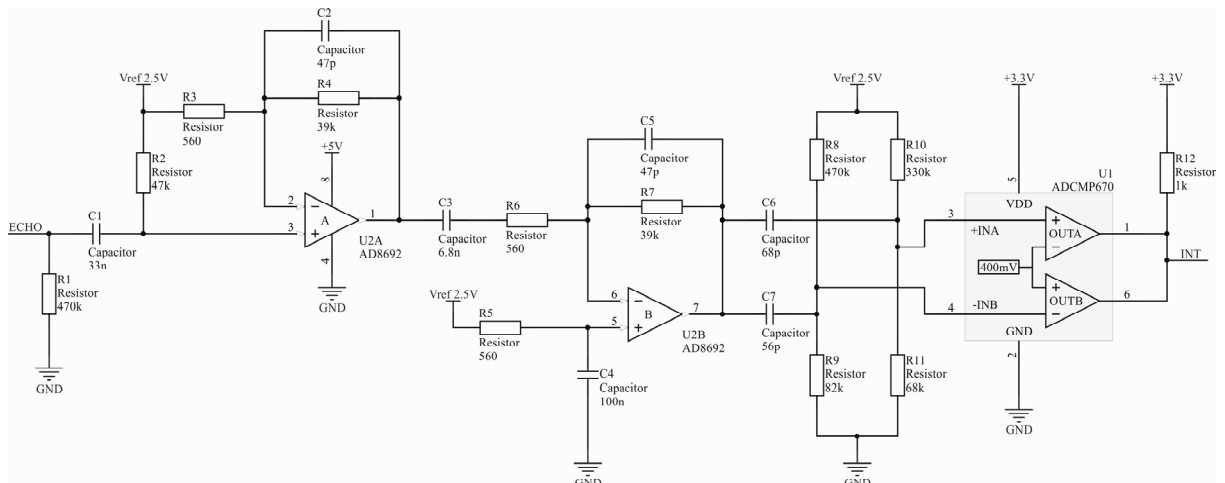 C2
Capacitor
47p
Vref 2.5V
R3
Resistor
560
R4
Resistor
39k
R2
Resistor
47k
+5V
8
2
A
1
3
4
U2A
AD8692
GND
ECHO
C1
Capacitor
33n
R1
Resistor
470k
GND
C3
Capacitor
6.8n
R6
Resistor
560
C5
Capacitor
47p
R7
Resistor
39k
Vref 2.5V
R5
Resistor
560
6
B
7
5
U2B
AD8692
C4
Capacitor
100n
GND
C6
Capacitor
68p
C7
Capacitor
56p
Vref 2.5V
R8
Resistor
470k
R10
Resistor
330k
R9
Resistor
82k
R11
Resistor
68k
GND
+3.3V
5
U1
ADCMP670
VDD
3
+INA
OUTA
1
400mV
OUTB
6
4
-INB
GND
2
GND
+3.3V
R12
Resistor
1k
INT